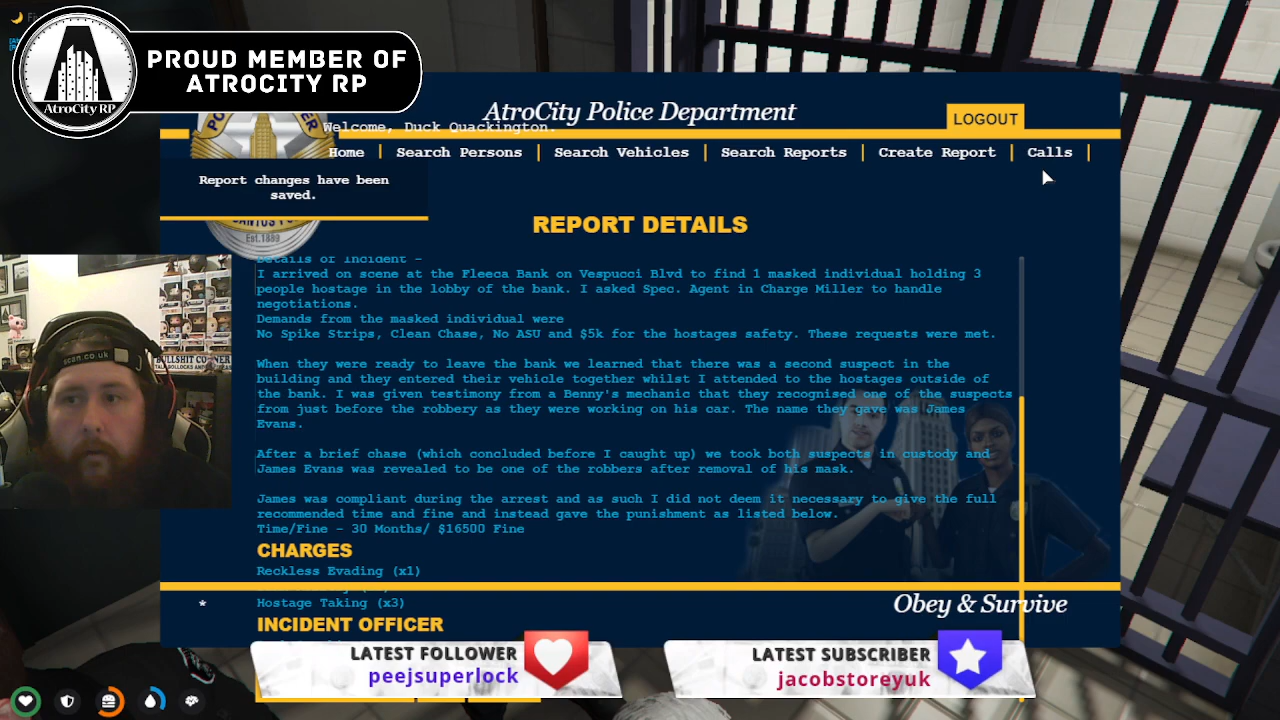 PROUD MEMBER OF
ATROCITY RP
AtroCity RP
AtroCity Police Department
LOGOUT
Welcome, Duck Quackington.
Home | Search Persons | Search Vehicles | Search Reports | Create Report | Calls |
Report changes have been
saved.
Est.1889
REPORT DETAILS
Details of Incident -
I arrived on scene at the Fleeca Bank on Vespucci Blvd to find 1 masked individual holding 3
people hostage in the lobby of the bank. I asked Spec. Agent in Charge Miller to handle
negotiations.
Demands from the masked individual were
No Spike Strips, Clean Chase, No ASU and $5k for the hostages safety. These requests were met.
When they were ready to leave the bank we learned that there was a second suspect in the
building and they entered their vehicle together whilst I attended to the hostages outside of
the bank. I was given testimony from a Benny's mechanic that they recognised one of the suspects
from just before the robbery as they were working on his car. The name they gave was James
Evans.
After a brief chase (which concluded before I caught up) we took both suspects in custody and
James Evans was revealed to be one of the robbers after removal of his mask.
James was compliant during the arrest and as such I did not deem it necessary to give the full
recommended time and fine and instead gave the punishment as listed below.
Time/Fine - 30 Months/ $16500 Fine
CHARGES
Reckless Evading (x1)
Hostage Taking (x3)
*
Obey & Survive
INCIDENT OFFICER
LATEST FOLLOWER
peejsuperlock
LATEST SUBSCRIBER
jacobstoreyuk
scan.co.uk